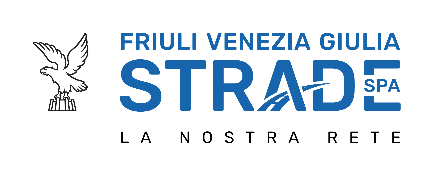 FRIULI VENEZIA GIULIA
STRADE SPA
LA NOSTRA RETE